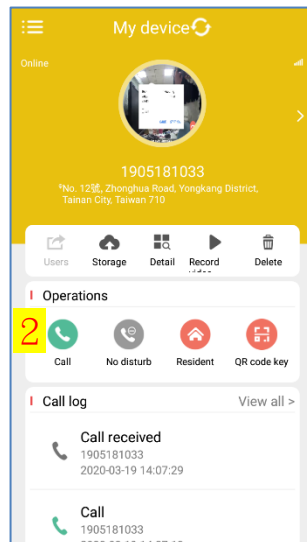 My device
Online
1905181033
No. 12號, Zhonghua Road, Yongkang District,
Tainan City, Taiwan 710
Users Storage Detail Record Delete
Operations
2
Call No disturb Resident QR code key
Call log View all >
Call received
1905181033
2020-03-19 14:07:29
Call
1905181033